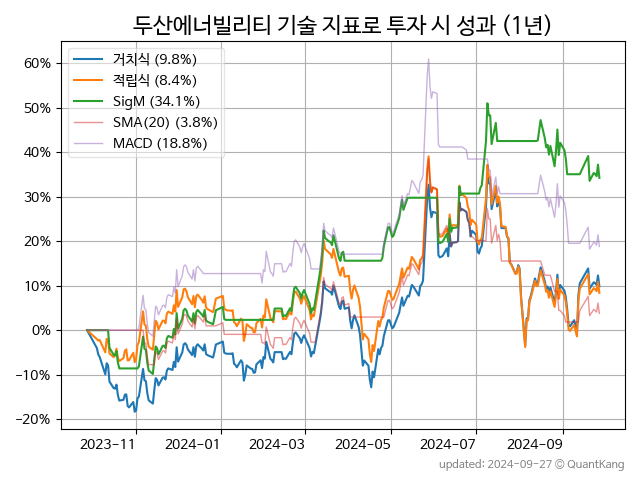 두산에너빌리티 기술 지표로 투자 시 성과 (1년)
거치식 (9.8%)
적립식 (8.4%)
SigM (34.1%)
SMA(20) (3.8%)
MACD (18.8%)
60%
50%
40%
30%
20%
10%
0%
−10%
−20%
2023-11 2024-01 2024-03 2024-05 2024-07 2024-09
updated: 2024-09-27 ⓒ QuantKang